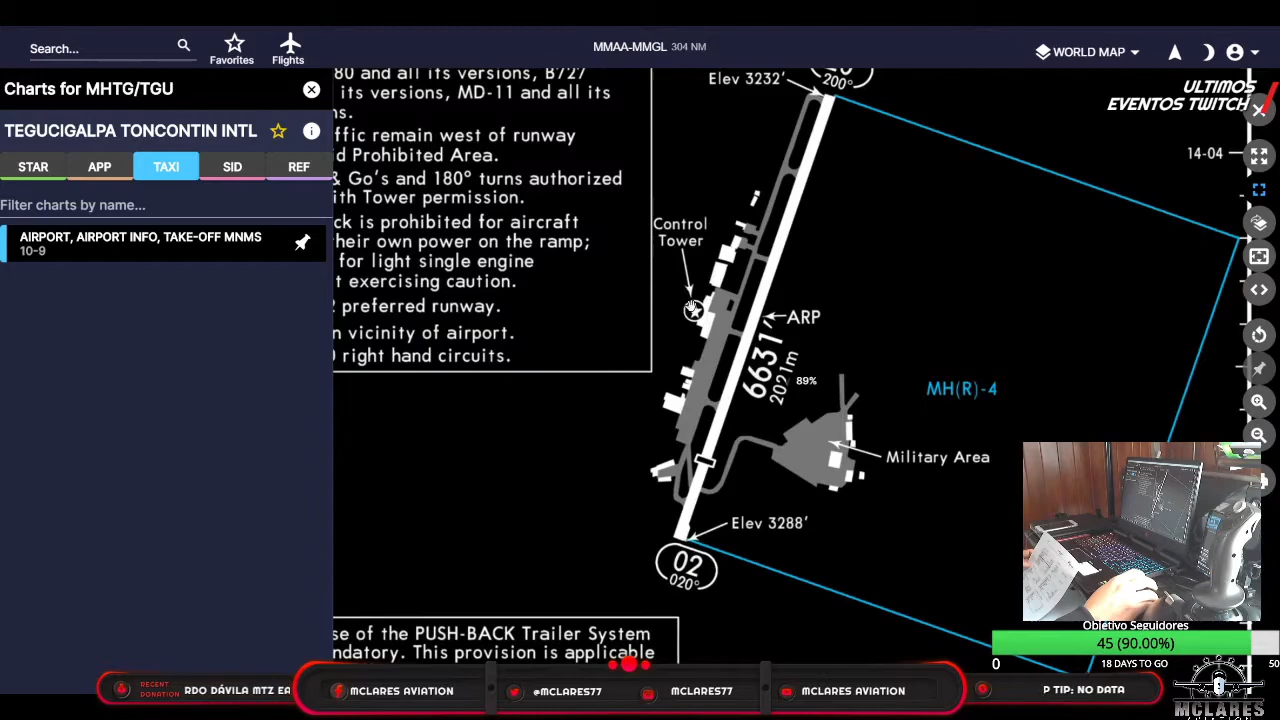 Search...
Favorites
Flights
MMAA-MMGL 304 NM
WORLD MAP
Charts for MHTG/TGU
TEGUCIGALPA TONCONTIN INTL
STAR
APP
TAXI
SID
REF
Filter charts by name...
AIRPORT, AIRPORT INFO, TAKE-OFF MNMS
10-9
80 and all its versions, B727
its versions, MD-11 and all its
ns.
ffic remain west of runway
d Prohibited Area.
& Go's and 180° turns authorized
ith Tower permission.
ck is prohibited for aircraft
heir own power on the ramp;
for light single engine
t exercising caution.
2 preferred runway.
n vicinity of airport.
0 right hand circuits.
Elev 3232'
200°
Control
Tower
ARP
6631'
2021m
89%
MH(R)-4
Military Area
Elev 3288'
02
020°
14-04
ULTIMOS
EVENTOS TWITCH
se of the PUSH-BACK Trailer System
ndatory. This provision is applicable
Objetivo Seguidores
45 (90.00%)
0
18 DAYS TO GO
50
RECENT
DONATION
RDO DÁVILA MTZ EA
MCLARES AVIATION
@MCLARES77
MCLARES77
MCLARES AVIATION
P TIP: NO DATA
MCLARES